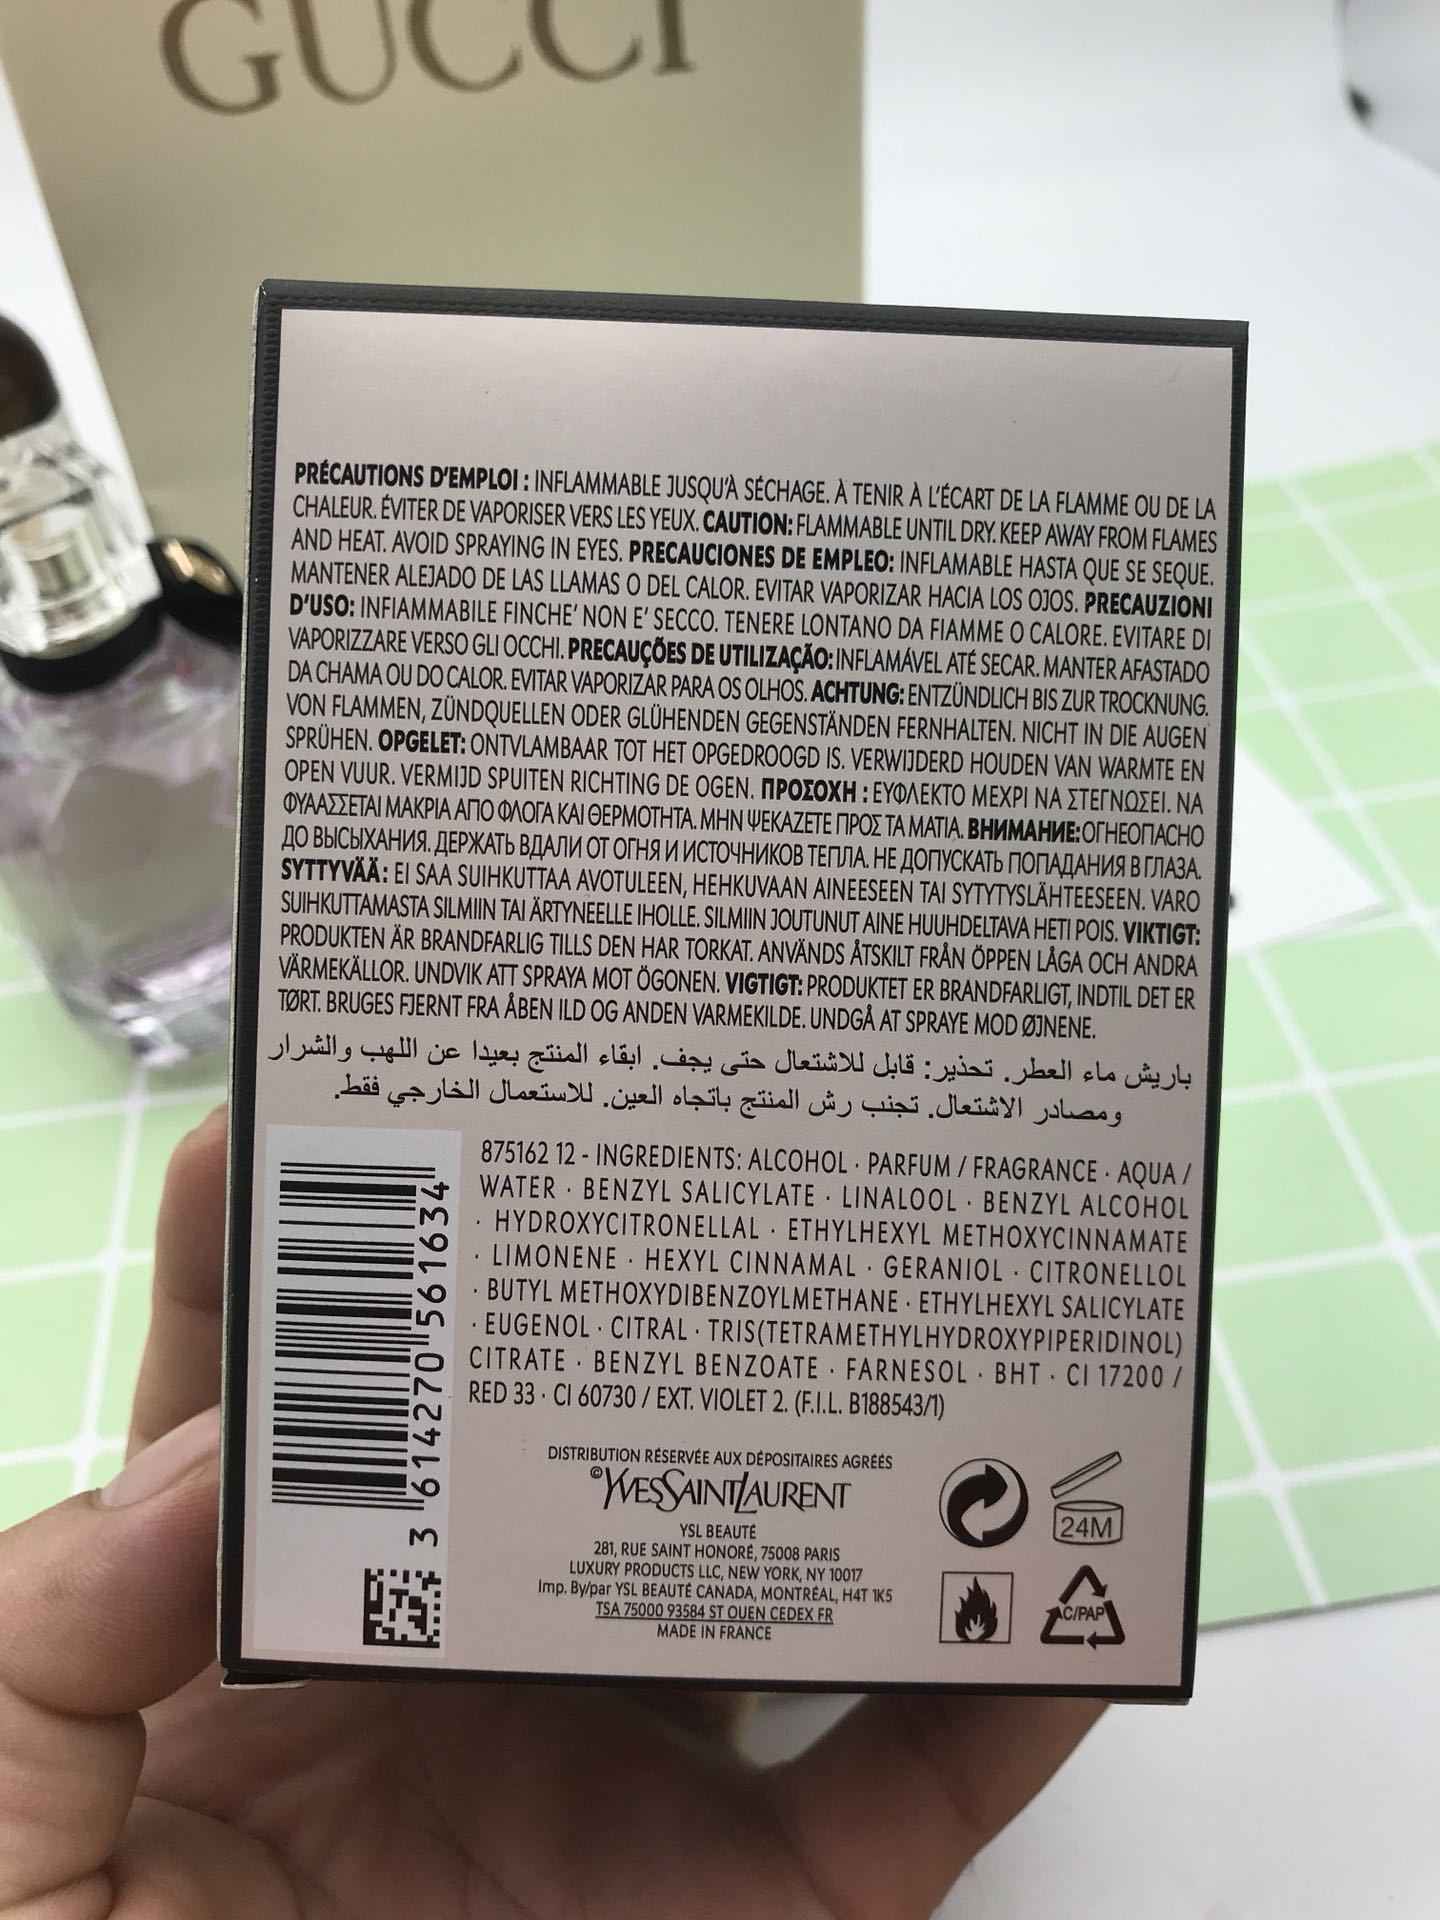 GUCCI
PRÉCAUTIONS D'EMPLOI : INFLAMMABLE JUSQU'À SÉCHAGE. À TENIR À L'ÉCART DE LA FLAMME OU DE LA
CHALEUR. ÉVITER DE VAPORISER VERS LES YEUX. CAUTION: FLAMMABLE UNTIL DRY. KEEP AWAY FROM FLAMES
AND HEAT. AVOID SPRAYING IN EYES. PRECAUCIONES DE EMPLEO: INFLAMABLE HASTA QUE SE SEQUE.
MANTENER ALEJADO DE LAS LLAMAS O DEL CALOR. EVITAR VAPORIZAR HACIA LOS OJOS. PRECAUZIONI
D'USO: INFIAMMABILE FINCHE' NON E' SECCO. TENERE LONTANO DA FIAMME O CALORE. EVITARE DI
VAPORIZZARE VERSO GLI OCCHI. PRECAUÇÕES DE UTILIZAÇÃO: INFLAMÁVEL ATÉ SECAR. MANTER AFASTADO
DA CHAMA OU DO CALOR. EVITAR VAPORIZAR PARA OS OLHOS. ACHTUNG: ENTZÜNDLICH BIS ZUR TROCKNUNG.
VON FLAMMEN, ZÜNDQUELLEN ODER GLÜHENDEN GEGENSTÄNDEN FERNHALTEN. NICHT IN DIE AUGEN
SPRÜHEN. OPGELET: ONTVLAMBAAR TOT HET OPGEDROOGD IS. VERWIJDERD HOUDEN VAN WARMTE EN
OPEN VUUR. VERMIJD SPUITEN RICHTING DE OGEN. ΠΡΟΣΟΧΗ : ΕΥΦΛΕΚΤΟ ΜΕΧΡΙ ΝΑ ΣΤΕΓΝΩΣΕΙ. ΝΑ
ΦΥΛΑΣΣΕΤΑΙ ΜΑΚΡΙΑ ΑΠΟ ΦΛΟΓΑ ΚΑΙ ΘΕΡΜΟΤΗΤΑ. ΜΗΝ ΨΕΚΑΖΕΤΕ ΠΡΟΣ ΤΑ ΜΑΤΙΑ. ВНИМАНИЕ: ОГНЕОПАСНО
ДО ВЫСЫХАНИЯ. ДЕРЖАТЬ ВДАЛИ ОТ ОГНЯ И ИСТОЧНИКОВ ТЕПЛА. НЕ ДОПУСКАТЬ ПОПАДАНИЯ В ГЛАЗА.
SYTTYVÄÄ: EI SAA SUIHKUTTAA AVOTULEEN, HEHKUVAAN AINEESEEN TAI SYTYTYSLÄHTEESEEN. VARO
SUIHKUTTAMASTA SILMIIN TAI ÄRTYNEELLE IHOLLE. SILMIIN JOUTUNUT AINE HUUHDELTAVA HETI POIS. VIKTIGT:
PRODUKTEN ÄR BRANDFARLIG TILLS DEN HAR TORKAT. ANVÄNDS ÅTSKILT FRÅN ÖPPEN LÅGA OCH ANDRA
VÄRMEKÄLLOR. UNDVIK ATT SPRAYA MOT ÖGONEN. VIGTIGT: PRODUKTET ER BRANDFARLIGT, INDTIL DET ER
TØRT. BRUGES FJERNT FRA ÅBEN ILD OG ANDEN VARMEKILDE. UNDGÅ AT SPRAYE MOD ØJNENE.
باريش ماء العطر. تحذير: قابل للاشتعال حتى يجف. ابقاء المنتج بعيدا عن اللهب والشرار
ومصادر الاشتعال. تجنب رش المنتج باتجاه العين. للاستعمال الخارجي فقط.
875162 12 - INGREDIENTS: ALCOHOL · PARFUM / FRAGRANCE · AQUA /
WATER · BENZYL SALICYLATE · LINALOOL · BENZYL ALCOHOL
· HYDROXYCITRONELLAL · ETHYLHEXYL METHOXYCINNAMATE
· LIMONENE · HEXYL CINNAMAL · GERANIOL · CITRONELLOL
· BUTYL METHOXYDIBENZOYLMETHANE · ETHYLHEXYL SALICYLATE
· EUGENOL · CITRAL · TRIS(TETRAMETHYLHYDROXYPIPERIDINOL)
CITRATE · BENZYL BENZOATE · FARNESOL · BHT · CI 17200 /
RED 33 · CI 60730 / EXT. VIOLET 2. (F.I.L. B188543/1)
3 614270 561634
DISTRIBUTION RÉSERVÉE AUX DÉPOSITAIRES AGRÉÉS
©YVESSAINTLAURENT
YSL BEAUTÉ
281, RUE SAINT HONORÉ, 75008 PARIS
LUXURY PRODUCTS LLC, NEW YORK, NY 10017
Imp. By/par YSL BEAUTÉ CANADA, MONTRÉAL, H4T 1K5
TSA 75000 93584 ST OUEN CEDEX FR
MADE IN FRANCE
24M
C/PAP